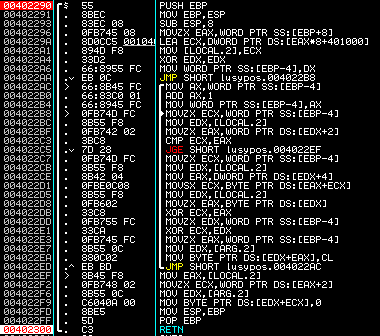 00402290 $ 55 PUSH EBP
00402291 . 8BEC MOV EBP,ESP
00402293 . 83EC 08 SUB ESP,8
00402296 . 0FB745 08 MOVZX EAX,WORD PTR SS:[EBP+8]
0040229A . 8D0CC5 001040 LEA ECX,DWORD PTR DS:[EAX*8+401000]
004022A1 . 894D F8 MOV [LOCAL.2],ECX
004022A4 . 33D2 XOR EDX,EDX
004022A6 . 66:8955 FC MOV WORD PTR SS:[EBP-4],DX
004022AA . EB 0C JMP SHORT lusypos.004022B8
004022AC > 66:8B45 FC MOV AX,WORD PTR SS:[EBP-4]
004022B0 . 66:83C0 01 ADD AX,1
004022B4 . 66:8945 FC MOV WORD PTR SS:[EBP-4],AX
004022B8 > 0FB74D FC MOVZX ECX,WORD PTR SS:[EBP-4]
004022BC . 8B55 F8 MOV EDX,[LOCAL.2]
004022BF . 0FB742 02 MOVZX EAX,WORD PTR DS:[EDX+2]
004022C3 . 3BC8 CMP ECX,EAX
004022C5 . 7D 28 JGE SHORT lusypos.004022EF
004022C7 . 0FB74D FC MOVZX ECX,WORD PTR SS:[EBP-4]
004022CB . 8B55 F8 MOV EDX,[LOCAL.2]
004022CE . 8B42 04 MOV EAX,DWORD PTR DS:[EDX+4]
004022D1 . 0FBE0C08 MOVSX ECX,BYTE PTR DS:[EAX+ECX]
004022D5 . 8B55 F8 MOV EDX,[LOCAL.2]
004022D8 . 0FB602 MOVZX EAX,BYTE PTR DS:[EDX]
004022DB . 33C8 XOR ECX,EAX
004022DD . 0FB755 FC MOVZX EDX,WORD PTR SS:[EBP-4]
004022E1 . 33CA XOR ECX,EDX
004022E3 . 0FB745 FC MOVZX EAX,WORD PTR SS:[EBP-4]
004022E7 . 8B55 0C MOV EDX,[ARG.2]
004022EA . 880C02 MOV BYTE PTR DS:[EDX+EAX],CL
004022ED . EB BD JMP SHORT lusypos.004022AC
004022EF > 8B45 F8 MOV EAX,[LOCAL.2]
004022F2 . 0FB748 02 MOVZX ECX,WORD PTR DS:[EAX+2]
004022F6 . 8B55 0C MOV EDX,[ARG.2]
004022F9 . C6040A 00 MOV BYTE PTR DS:[EDX+ECX],0
004022FD . 8BE5 MOV ESP,EBP
004022FF . 5D POP EBP
00402300 . C3 RETN